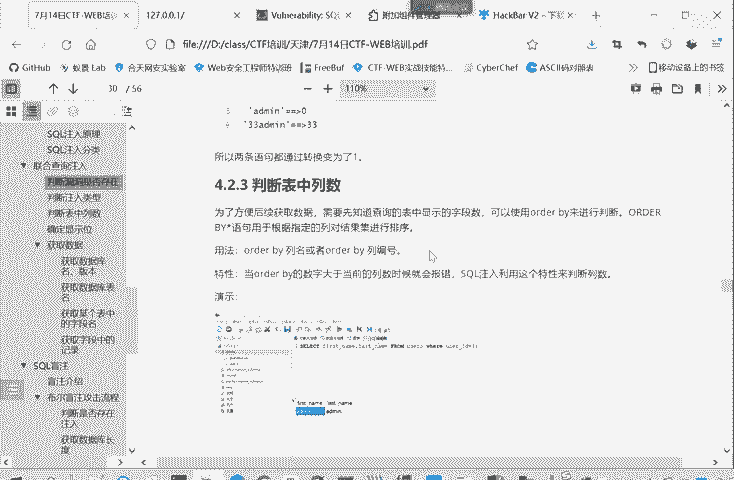 7月14日CTF-WEB培训
127.0.0.1/
Vulnerability: SQL
附加组件管理器
HackBar V2 – 下载
file:///D:/class/CTF培训/天津/7月14日CTF-WEB培训.pdf
GitHub
蚁景 Lab
合天网安实验室
Web安全工程师特训班
FreeBuf
CTF-WEB实战技能特...
CyberChef
ASCII码对照表
移动设备上的书签
30 / 56
110%
SQL注入原理
SQL注入分类
联合查询注入
判断漏洞是否存在
判断注入类型
判断表中列数
确定显示位
获取数据
获取数据库名、版本
获取数据库表名
获取某个表中的字段名
获取字段中的记录
SQL盲注
盲注介绍
布尔盲注攻击流程
判断是否存在注入
获取数据库长度
3 'admin'==>0
4 '33admin'==>33
所以两条语句都通过转换变为了1。
4.2.3 判断表中列数
为了方便后续获取数据，需要先知道查询的表中显示的字段数，可以使用order by来进行判断。ORDER
BY*语句用于根据指定的列对结果集进行排序。
用法：order by 列名或者order by 列编号。
特性：当order by的数字大于当前的列数时候就会报错，SQL注入利用这个特性来判断列数。
演示：
SELECT first_name,last_name FROM users where user_id=1;
first_name last_name
admin